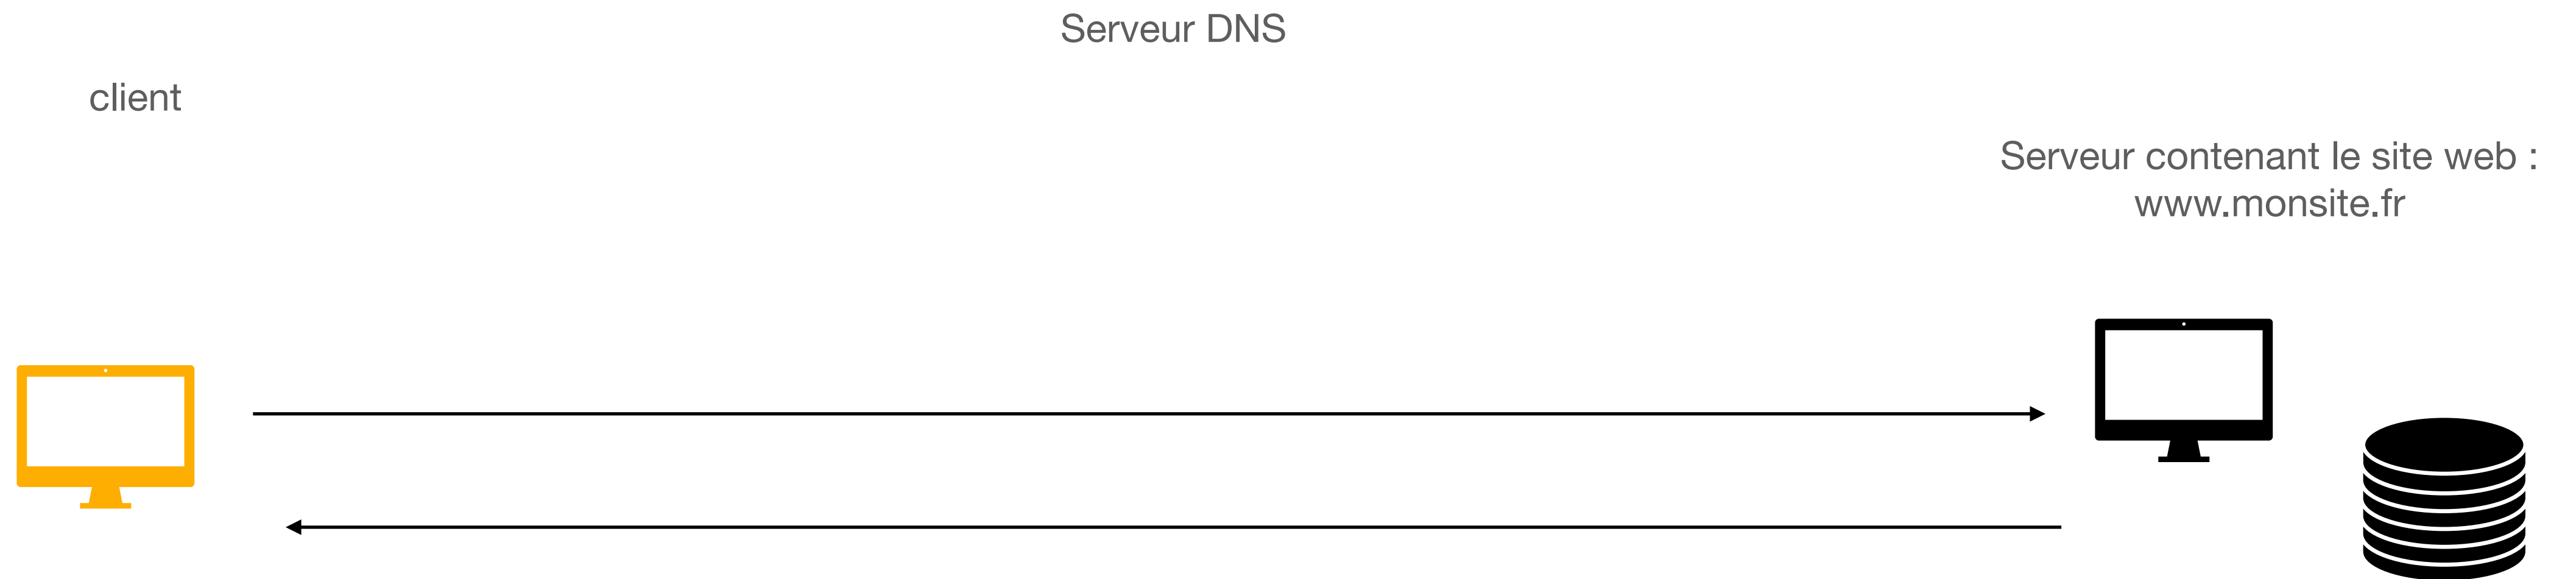 Serveur DNS
client
Serveur contenant le site web :
www.monsite.fr